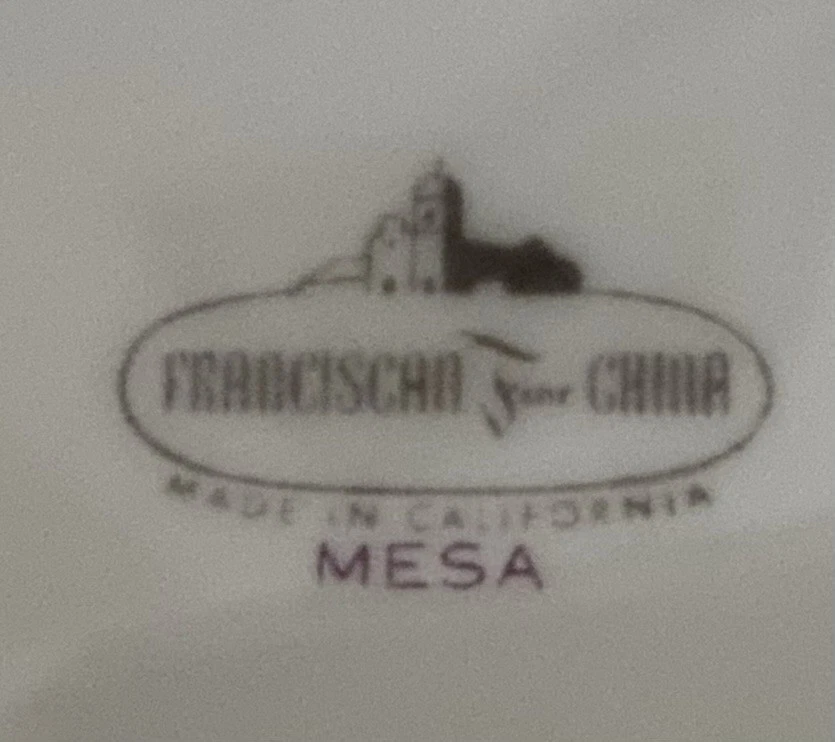 FRANCISCAN Fine CHINA
MADE IN CALIFORNIA
MESA